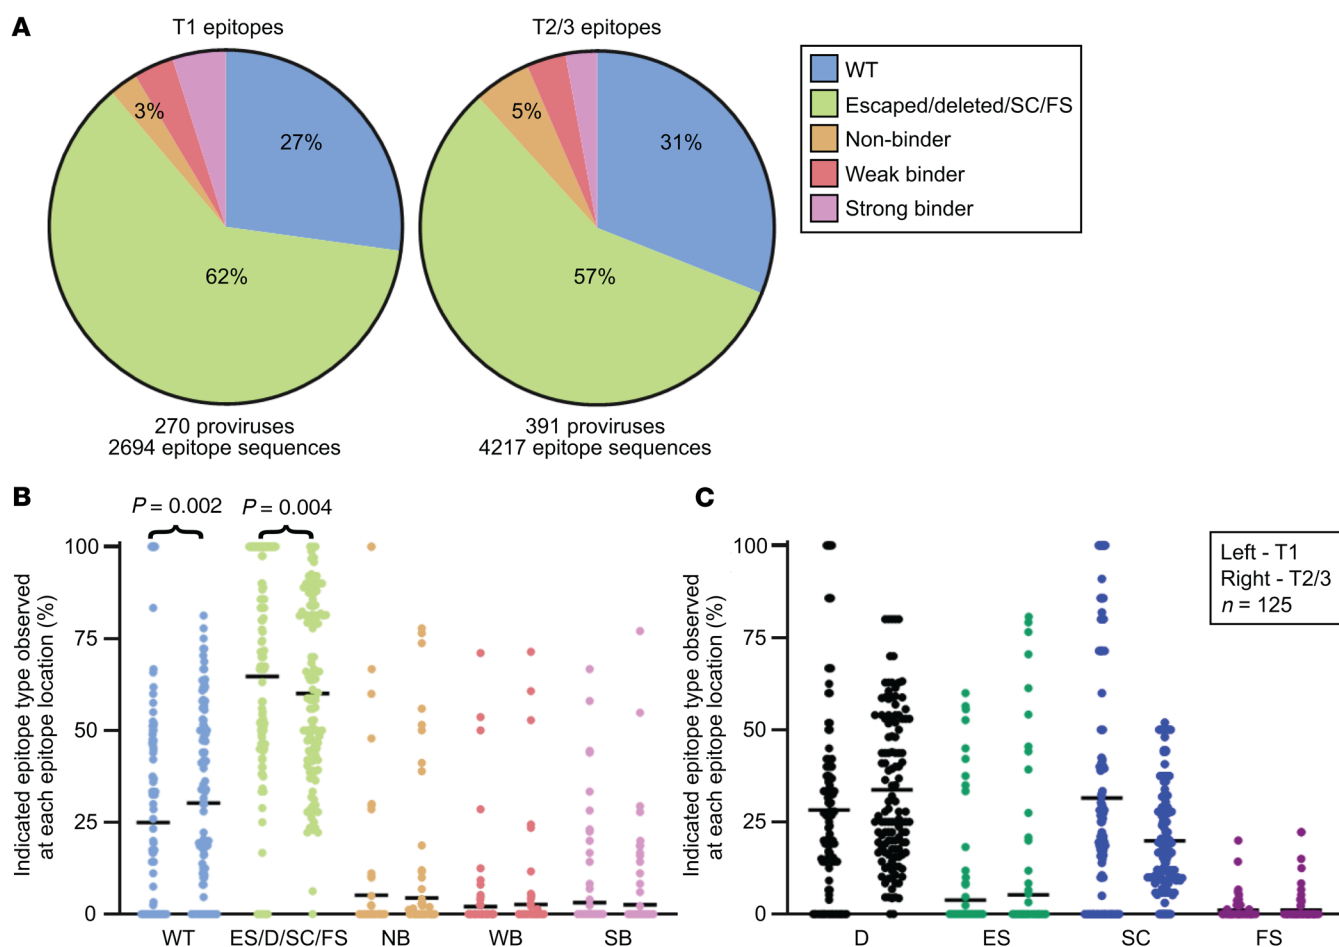 A
T1 epitopes
T2/3 epitopes
3%
27%
62%
5%
31%
57%
WT
Escaped/deleted/SC/FS
Non-binder
Weak binder
Strong binder
270 proviruses
2694 epitope sequences
391 proviruses
4217 epitope sequences
B
P = 0.002
P = 0.004
Indicated epitope type observed
at each epitope location (%)
100
75
50
25
0
WT
ES/D/SC/FS
NB
WB
SB
C
Left - T1
Right - T2/3
n = 125
Indicated epitope type observed
at each epitope location (%)
100
75
50
25
0
D
ES
SC
FS